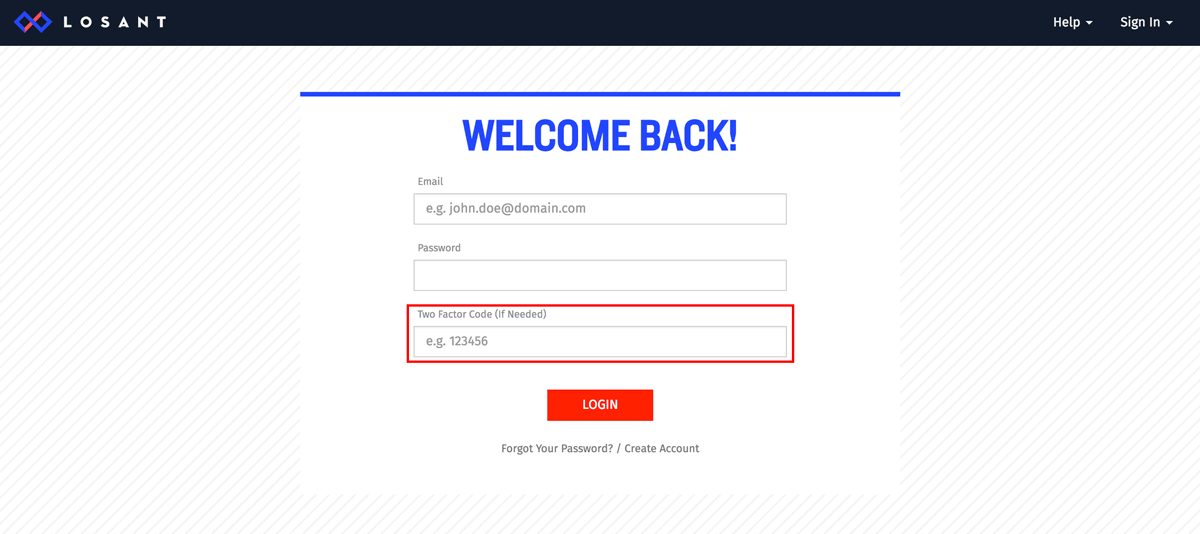 LOSANT
Help
Sign In
WELCOME BACK!
Email
e.g. john.doe@domain.com
Password
Two Factor Code (If Needed)
e.g. 123456
LOGIN
Forgot Your Password? / Create Account